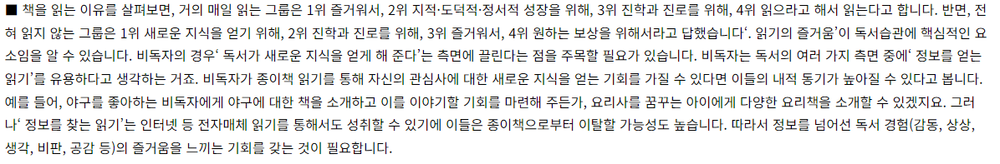 ■ 책을 읽는 이유를 살펴보면, 거의 매일 읽는 그룹은 1위 즐거워서, 2위 지적·도덕적·정서적 성장을 위해, 3위 진학과 진로를 위해, 4위 읽으라고 해서 읽는다고 합니다. 반면, 전
혀 읽지 않는 그룹은 1위 새로운 지식을 얻기 위해, 2위 진학과 진로를 위해, 3위 즐거워서, 4위 원하는 보상을 위해서라고 답했습니다‘. 읽기의 즐거움’이 독서습관에 핵심적인 요
소임을 알 수 있습니다. 비독자의 경우‘ 독서가 새로운 지식을 얻게 해 준다’는 측면에 끌린다는 점을 주목할 필요가 있습니다. 비독자는 독서의 여러 가지 측면 중에‘ 정보를 얻는
읽기’를 유용하다고 생각하는 거죠. 비독자가 종이책 읽기를 통해 자신의 관심사에 대한 새로운 지식을 얻는 기회를 가질 수 있다면 이들의 내적 동기가 높아질 수 있다고 봅니다.
예를 들어, 야구를 좋아하는 비독자에게 야구에 대한 책을 소개하고 이를 이야기할 기회를 마련해 주든가, 요리사를 꿈꾸는 아이에게 다양한 요리책을 소개할 수 있겠지요. 그러
나‘ 정보를 찾는 읽기’는 인터넷 등 전자매체 읽기를 통해서도 성취할 수 있기에 이들은 종이책으로부터 이탈할 가능성도 높습니다. 따라서 정보를 넘어선 독서 경험(감동, 상상,
생각, 비판, 공감 등)의 즐거움을 느끼는 기회를 갖는 것이 필요합니다.